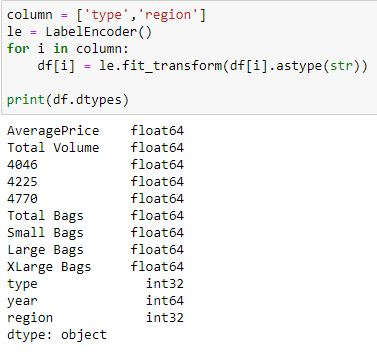 column = ['type','region']
le = LabelEncoder()
for i in column:
    df[i] = le.fit_transform(df[i].astype(str))

print(df.dtypes)
AveragePrice    float64
Total Volume    float64
4046            float64
4225            float64
4770            float64
Total Bags      float64
Small Bags      float64
Large Bags      float64
XLarge Bags     float64
type              int32
year              int64
region            int32
dtype: object